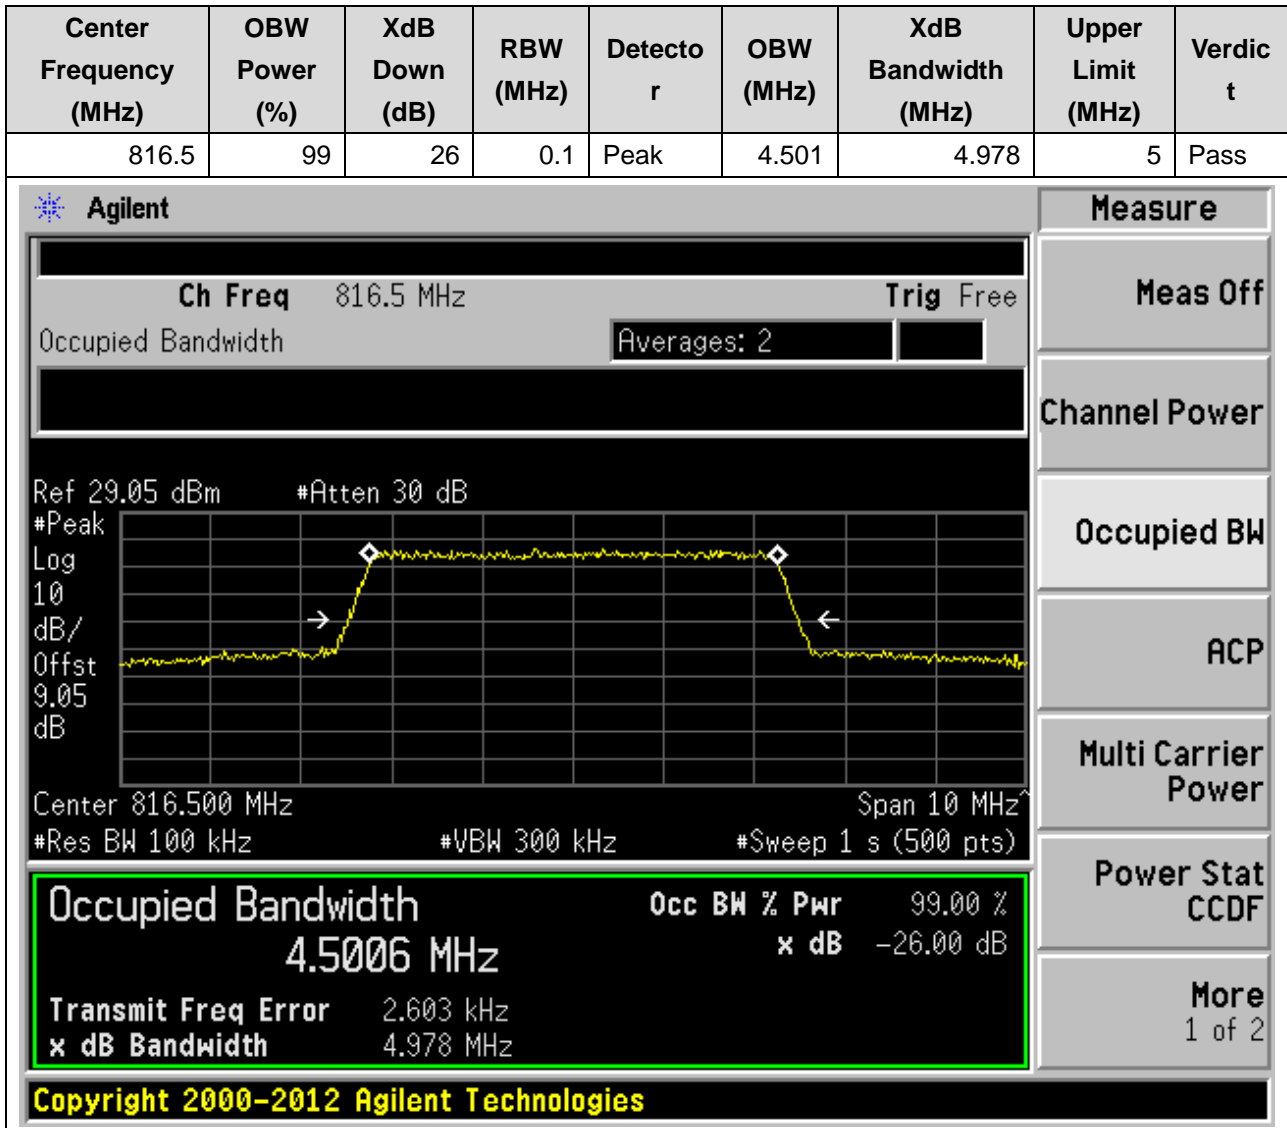 Center Frequency (MHz) OBW Power (%) XdB Down (dB) RBW (MHz) Detector OBW (MHz) XdB Bandwidth (MHz) Upper Limit (MHz) Verdict
816.5 99 26 0.1 Peak 4.501 4.978 5 Pass
Agilent
Measure
Ch Freq 816.5 MHz Trig Free
Occupied Bandwidth Averages: 2
Meas Off
Channel Power
Occupied BW
ACP
Multi Carrier
Power
Power Stat
CCDF
More
1 of 2
Ref 29.05 dBm #Atten 30 dB
#Peak
Log
10
dB/
Offst
9.05
dB
Center 816.500 MHz Span 10 MHz^
#Res BW 100 kHz #VBW 300 kHz #Sweep 1 s (500 pts)
Occupied Bandwidth Occ BW % Pwr 99.00 %
4.5006 MHz x dB -26.00 dB
Transmit Freq Error 2.603 kHz
x dB Bandwidth 4.978 MHz
Copyright 2000-2012 Agilent Technologies